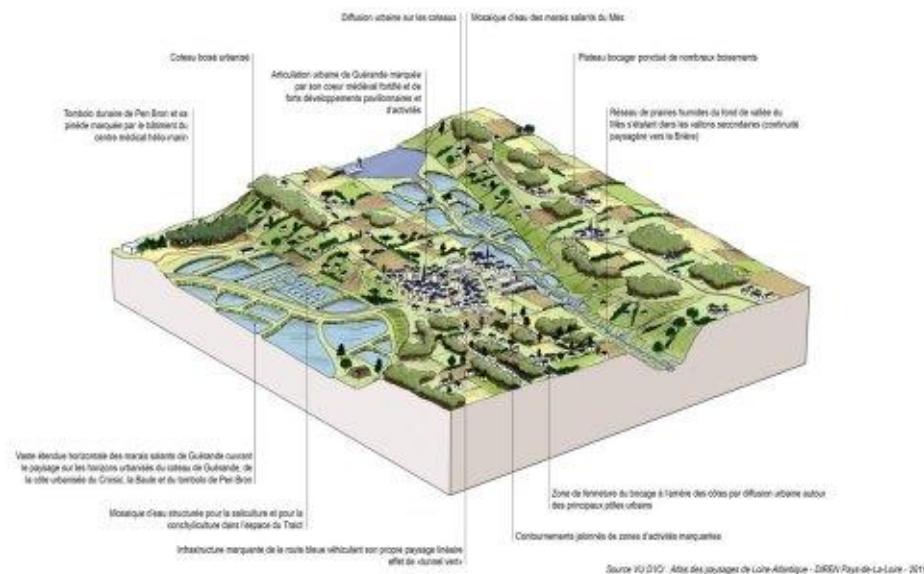 Diffusion urbaine sur les coteaux
Mosaïque d'eau des marais salants du Mès
Coteau boisé urbanisé
Articulation urbaine de Guérande marquée
par son coeur médiéval fortifié et de
forts développements pavillonnaires et
d'activités
Plateau bocager ponctué de nombreux boisements
Tombolo dunaire de Pen Bron et sa
pinède marquée par le bâtiment du
centre médical hélio-marin
Réseau de prairies humides du fond de vallée du
Mès s'étalant dans les vallons secondaires (continuité
paysagère vers la Brière)
Vaste étendue horizontale des marais salants de Guérande ouvrant
le paysage sur les horizons urbanisés du coteau de Guérande, de
la côte urbanisée du Croisic, la Baule et du tombolo de Pen Bron
Mosaïque d'eau structurée pour la saliculture et pour la
conchyliculture dans l'espace du Traict
Infrastructure marquante de la route bleue véhiculant son propre paysage linéaire
effet de «tunnel vert»
Zone de fermeture du bocage à l'arrière des côtes par diffusion urbaine autour
des principaux pôles urbains
Contournements jalonnés de zones d'activités marquantes
Source Atlas des paysages de Loire-Atlantique - DIREN Pays-de-La-Loire